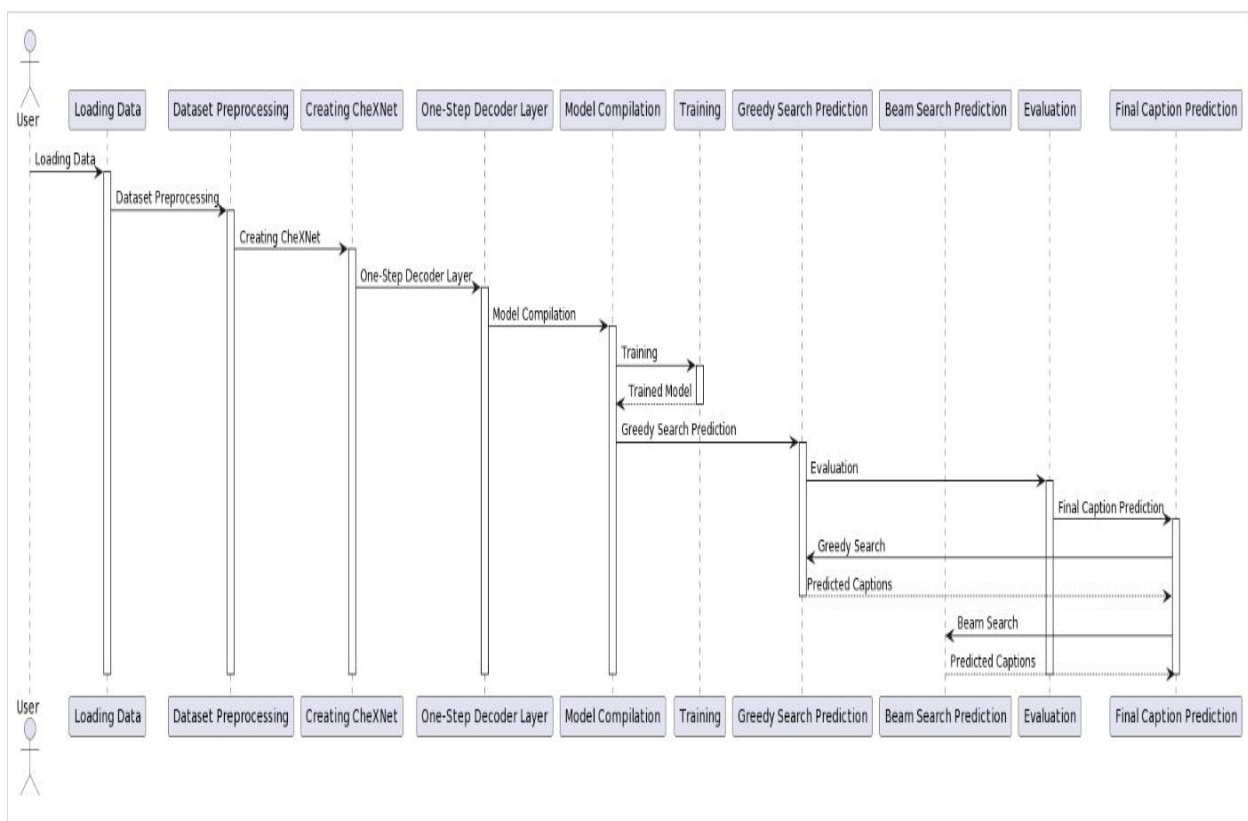 User
Loading Data
Dataset Preprocessing
Creating CheXNet
One-Step Decoder Layer
Model Compilation
Training
Greedy Search Prediction
Beam Search Prediction
Evaluation
Final Caption Prediction
Loading Data
Dataset Preprocessing
Creating CheXNet
One-Step Decoder Layer
Model Compilation
Training
Trained Model
Greedy Search Prediction
Evaluation
Final Caption Prediction
Greedy Search
Predicted Captions
Beam Search
Predicted Captions
User
Loading Data
Dataset Preprocessing
Creating CheXNet
One-Step Decoder Layer
Model Compilation
Training
Greedy Search Prediction
Beam Search Prediction
Evaluation
Final Caption Prediction